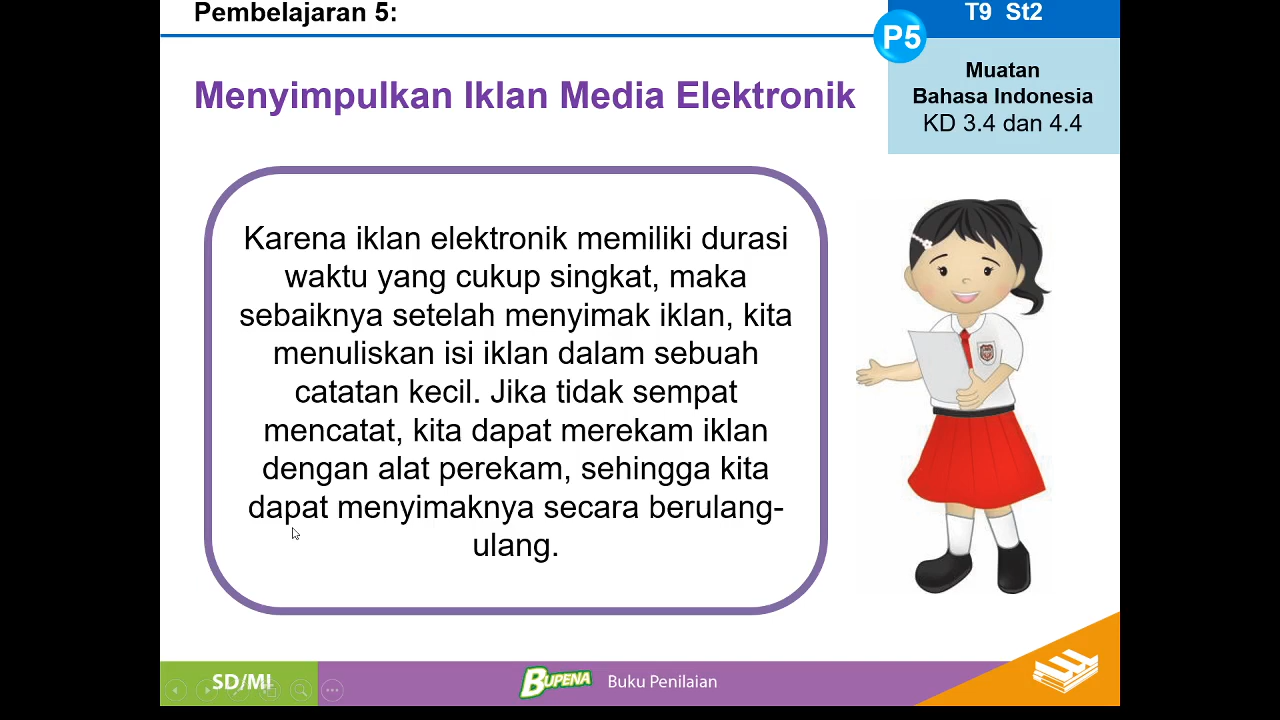 Pembelajaran 5:
T9 St2
P5
Muatan
Bahasa Indonesia
KD 3.4 dan 4.4
Menyimpulkan Iklan Media Elektronik
Karena iklan elektronik memiliki durasi
waktu yang cukup singkat, maka
sebaiknya setelah menyimak iklan, kita
menuliskan isi iklan dalam sebuah
catatan kecil. Jika tidak sempat
mencatat, kita dapat merekam iklan
dengan alat perekam, sehingga kita
dapat menyimaknya secara berulang-
ulang.
SD/MI
BUPENA
Buku Penilaian